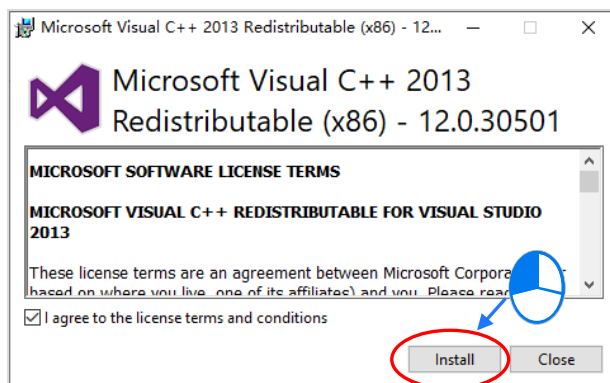 Microsoft Visual C++ 2013 Redistributable (x86) - 12...
Microsoft Visual C++ 2013
Redistributable (x86) - 12.0.30501
MICROSOFT SOFTWARE LICENSE TERMS
MICROSOFT VISUAL C++ REDISTRIBUTABLE FOR VISUAL STUDIO
2013
These license terms are an agreement between Microsoft
based on where you live, one of its affiliates) and you. Please
I agree to the license terms and conditions
Install Close